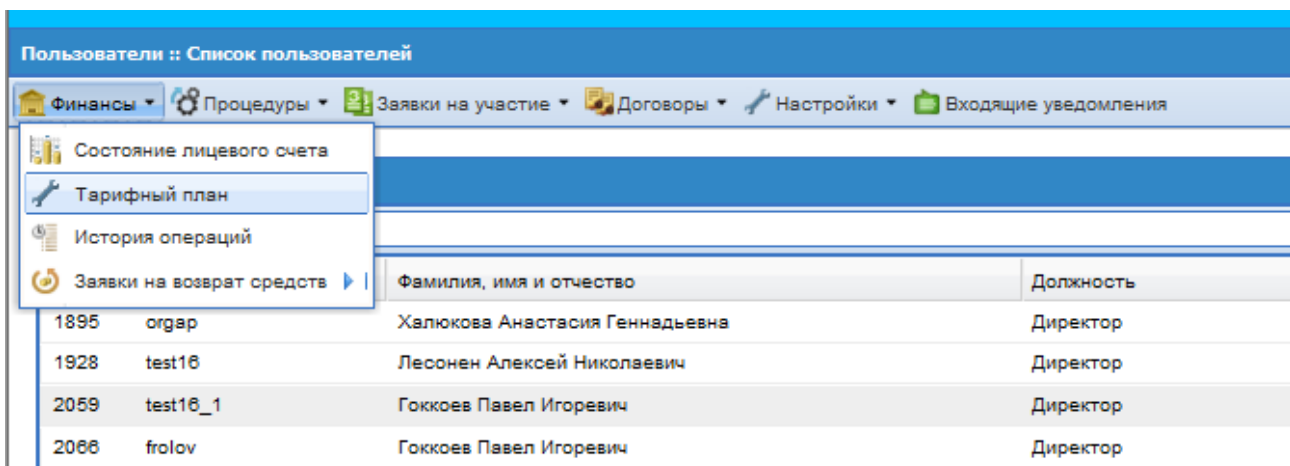 Пользователи :: Список пользователей
Финансы Процедуры Заявки на участие Договоры Настройки Входящие уведомления
Состояние лицевого счета
Тарифный план
История операций
Заявки на возврат средств
Фамилия, имя и отчество Должность
1895 orgap Халюкова Анастасия Геннадьевна Директор
1928 test16 Лесонен Алексей Николаевич Директор
2059 test16_1 Гоккоев Павел Игоревич Директор
2066 frolov Гоккоев Павел Игоревич Директор